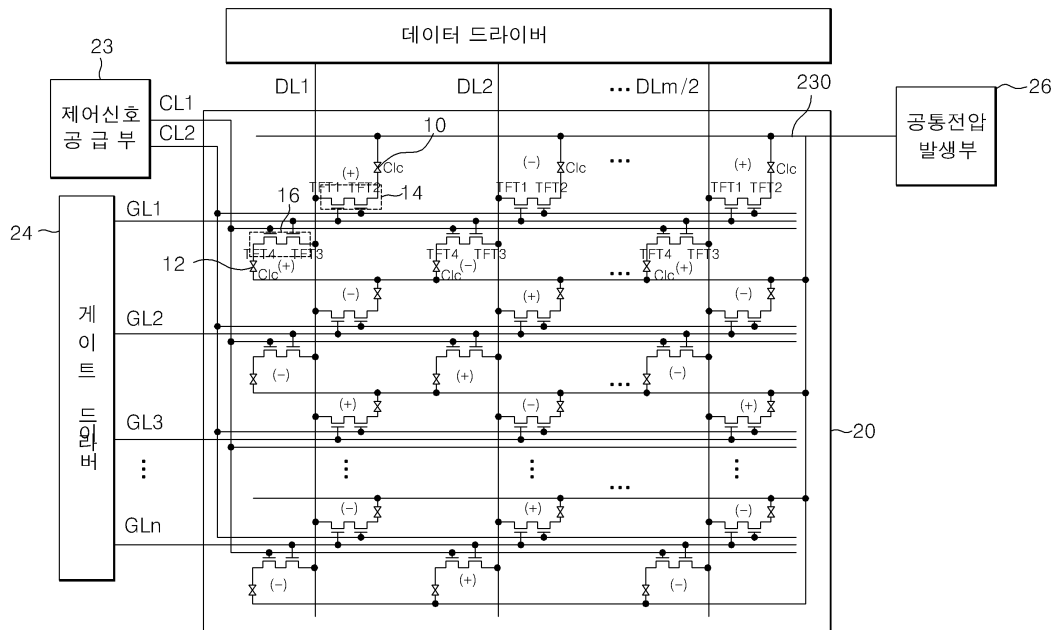 데이터 드라이버
23
제어신호
공 급 부
CL1
CL2
DL1
DL2
... DLm/2
230
26
공통전압
발생부
10
Clc
Clc
Clc
(+)
(-)
...
(+)
TFT1 TFT2
14
TFT1 TFT2
TFT1 TFT2
24
GL1
16
TFT4 TFT3
TFT4 TFT3
TFT4 TFT3
12
Clc
(+)
Clc
(-)
...
Clc
(+)
(-)
(+)
(-)
게이트 드라이버
GL2
(-)
(+)
...
(-)
(+)
(-)
(+)
GL3
20
...
...
...
...
...
(-)
(+)
(-)
GLn
(-)
(+)
(-)